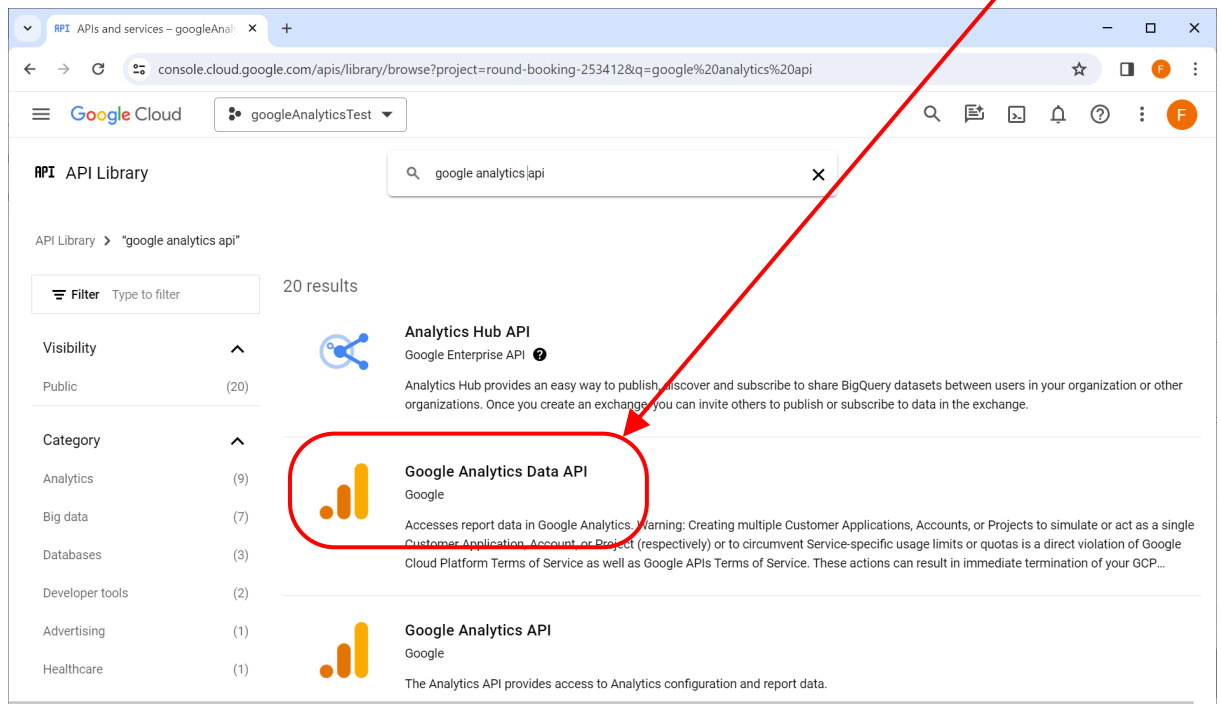 API APIs and services – googleAnaly
console.cloud.google.com/apis/library/browse?project=round-booking-253412&q=google%20analytics%20api
F
Google Cloud
googleAnalyticsTest
F
API API Library
google analytics api
API Library
“google analytics api”
Filter Type to filter
20 results
Visibility
Public (20)
Category
Analytics (9)
Big data (7)
Databases (3)
Developer tools (2)
Advertising (1)
Healthcare (1)
Analytics Hub API
Google Enterprise API
Analytics Hub provides an easy way to publish, discover and subscribe to share BigQuery datasets between users in your organization or other
organizations. Once you create an exchange, you can invite others to publish or subscribe to data in the exchange.
Google Analytics Data API
Google
Accesses report data in Google Analytics. Warning: Creating multiple Customer Applications, Accounts, or Projects to simulate or act as a single
Customer Application, Account, or Project (respectively) or to circumvent Service-specific usage limits or quotas is a direct violation of Google
Cloud Platform Terms of Service as well as Google APIs Terms of Service. These actions can result in immediate termination of your GCP…
Google Analytics API
Google
The Analytics API provides access to Analytics configuration and report data.